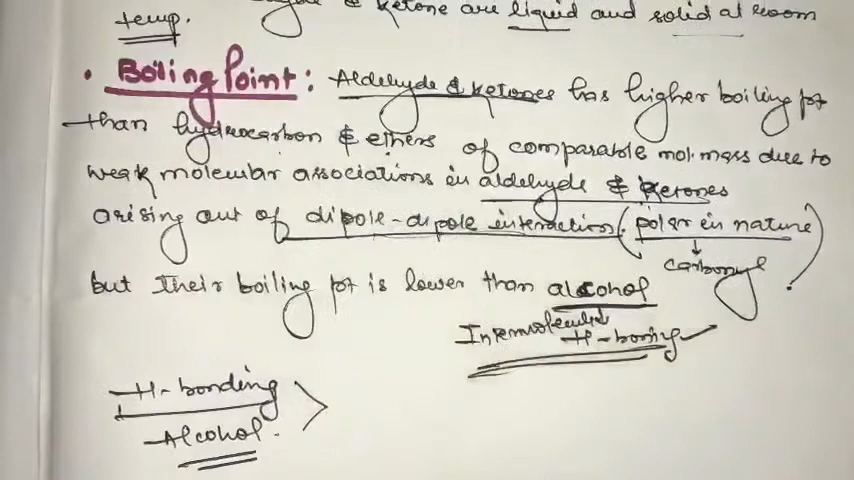 & ketone are liquid and solid at room
temp.
• Boiling Point: Aldehyde & ketones has higher boiling pt
than hydrocarbon & ethers of comparable mol. mass due to
weak molecular associations in aldehyde & ketones
arising out of dipole-dipole interaction (polar in nature)
carbonyl
but their boiling pt is lower than alcohol
Intermolecular
H-boning
H-bonding
Alcohol.